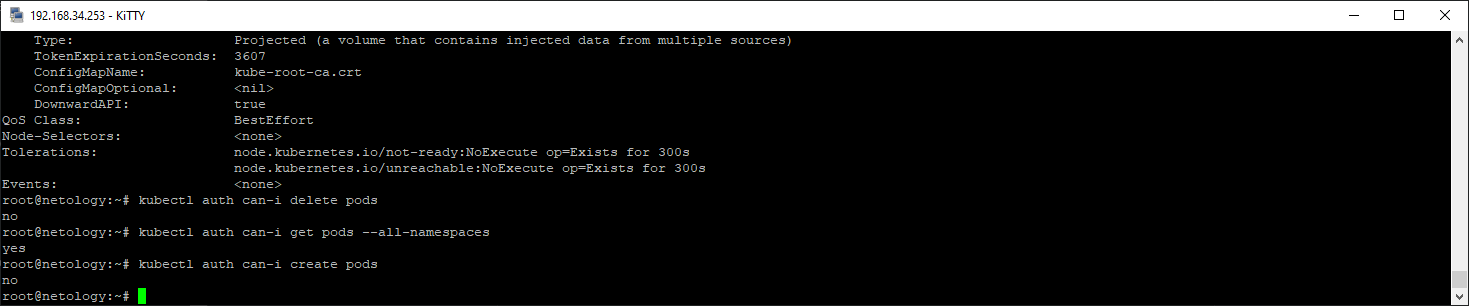 192.168.34.253 - KiTTY
    Type:                    Projected (a volume that contains injected data from multiple sources)
    TokenExpirationSeconds:  3607
    ConfigMapName:           kube-root-ca.crt
    ConfigMapOptional:       <nil>
    DownwardAPI:             true
QoS Class:                   BestEffort
Node-Selectors:              <none>
Tolerations:                 node.kubernetes.io/not-ready:NoExecute op=Exists for 300s
                             node.kubernetes.io/unreachable:NoExecute op=Exists for 300s
Events:                      <none>
root@netology:~# kubectl auth can-i delete pods
no
root@netology:~# kubectl auth can-i get pods --all-namespaces
yes
root@netology:~# kubectl auth can-i create pods
no
root@netology:~#